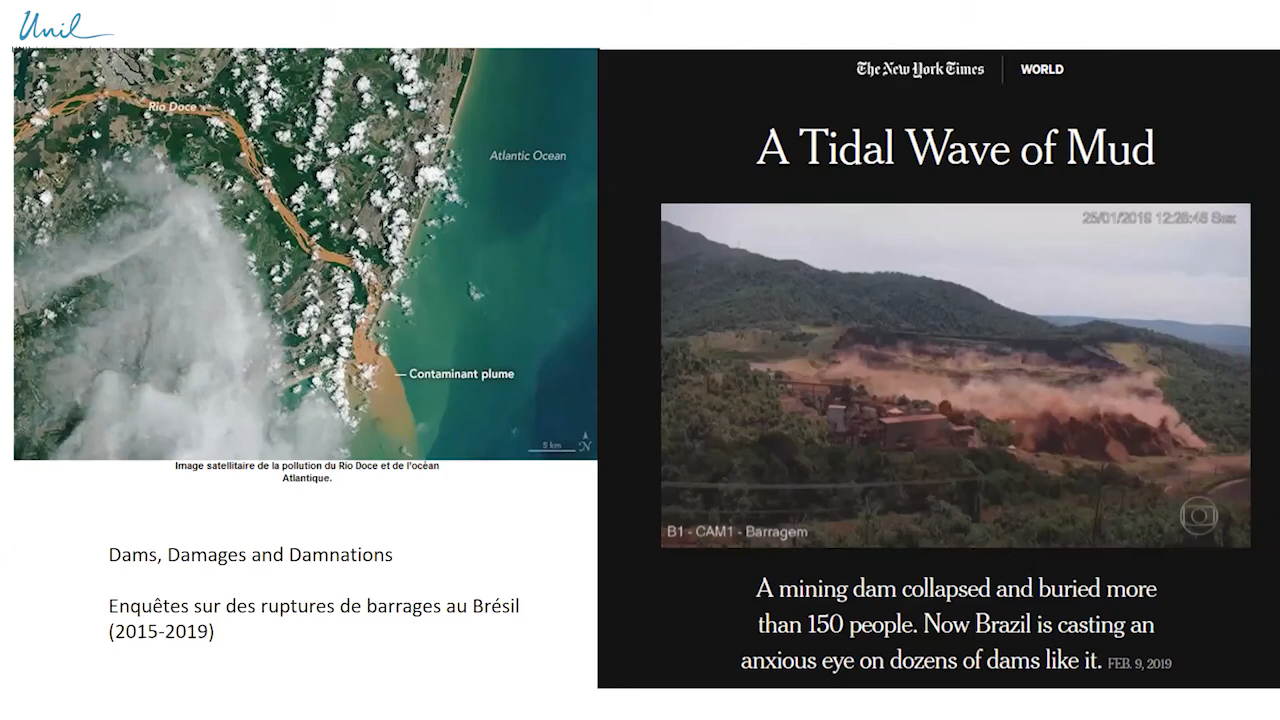 Unil
Rio Doce
Atlantic Ocean
Contaminant plume
5 km
N
Image satellitaire de la pollution du Rio Doce et de l'océan
Atlantique.
Dams, Damages and Damnations
Enquêtes sur des ruptures de barrages au Brésil
(2015-2019)
The New York Times
WORLD
A Tidal Wave of Mud
25/01/2019 12:28:46 Sex
B1 - CAM1 - Barragem
A mining dam collapsed and buried more
than 150 people. Now Brazil is casting an
anxious eye on dozens of dams like it. FEB. 9, 2019